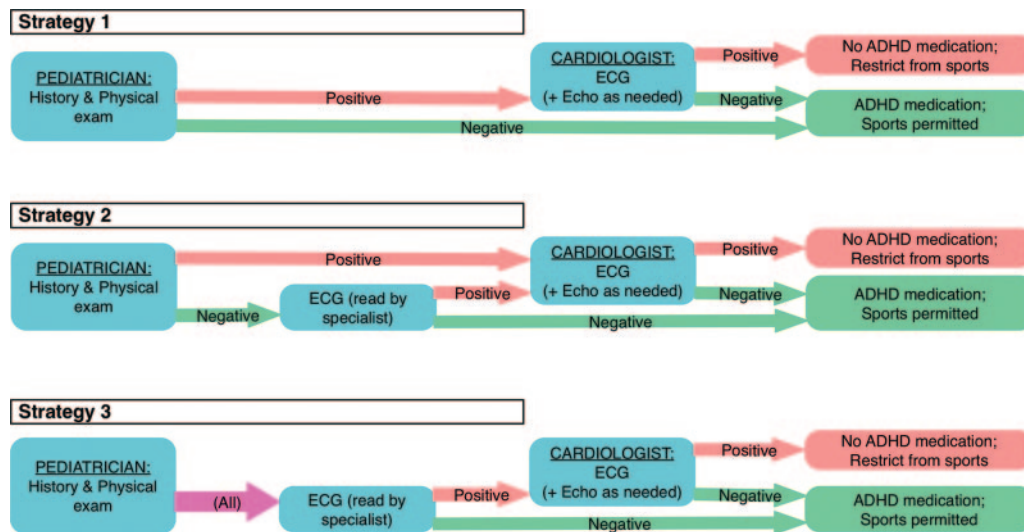 Strategy 1
PEDIATRICIAN:
History & Physical
exam
Positive
Negative
CARDIOLOGIST:
ECG
(+ Echo as needed)
Positive
Negative
No ADHD medication;
Restrict from sports
ADHD medication;
Sports permitted
Strategy 2
PEDIATRICIAN:
History & Physical
exam
Positive
Negative
ECG (read by
specialist)
Positive
Negative
CARDIOLOGIST:
ECG
(+ Echo as needed)
Positive
Negative
No ADHD medication;
Restrict from sports
ADHD medication;
Sports permitted
Strategy 3
PEDIATRICIAN:
History & Physical
exam
(All)
ECG (read by
specialist)
Positive
Negative
CARDIOLOGIST:
ECG
(+ Echo as needed)
Positive
Negative
No ADHD medication;
Restrict from sports
ADHD medication;
Sports permitted